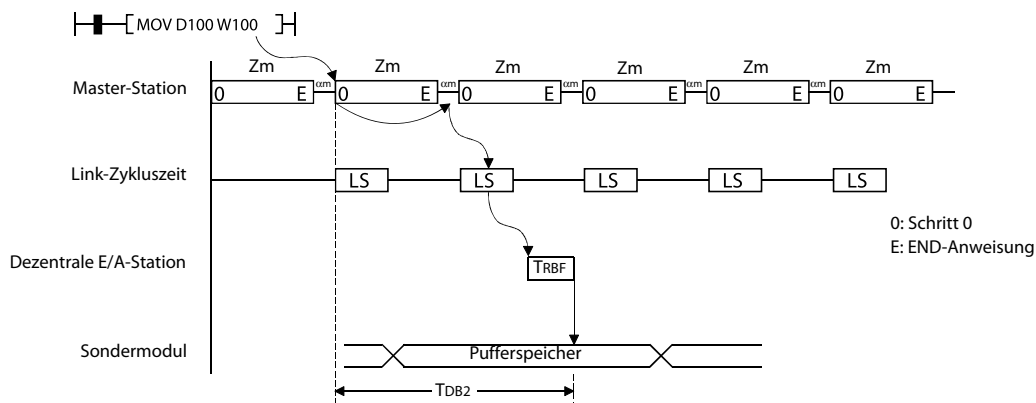 MOV D100 W100
Zm Zm Zm Zm Zm Zm
Master-Station 0 E αm 0 E αm 0 E αm 0 E αm 0 E αm 0 E
Link-Zykluszeit LS LS LS LS LS
0: Schritt 0
E: END-Anweisung
Dezentrale E/A-Station TRBF
Sondermodul Pufferspeicher
TDB2